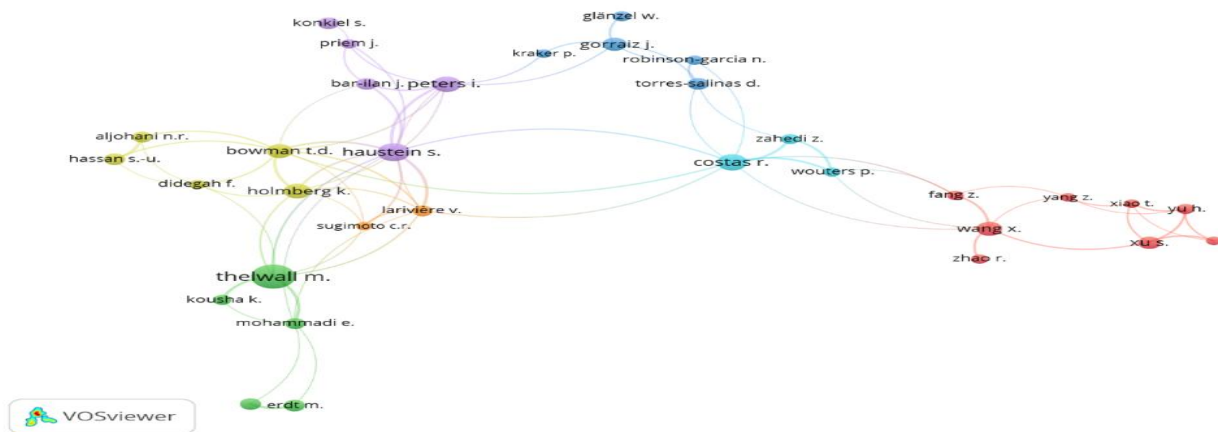 glänzel w.
konkiel s.
priem j.
gorraiz j.
kraker p.
robinson-garcia n.
bar-ilan j.
peters i.
torres-salinas d.
aljohani n.r.
zahedi z.
bowman t.d.
haustein s.
hassan s.-u.
costas r.
wouters p.
didegah f.
holmberg k.
fang z.
yang z.
xiao t.
yu h.
larivière v.
sugimoto c.r.
wang x.
xu s.
zhao r.
thelwall m.
kousha k.
mohammadi e.
erdt m.
VOSviewer